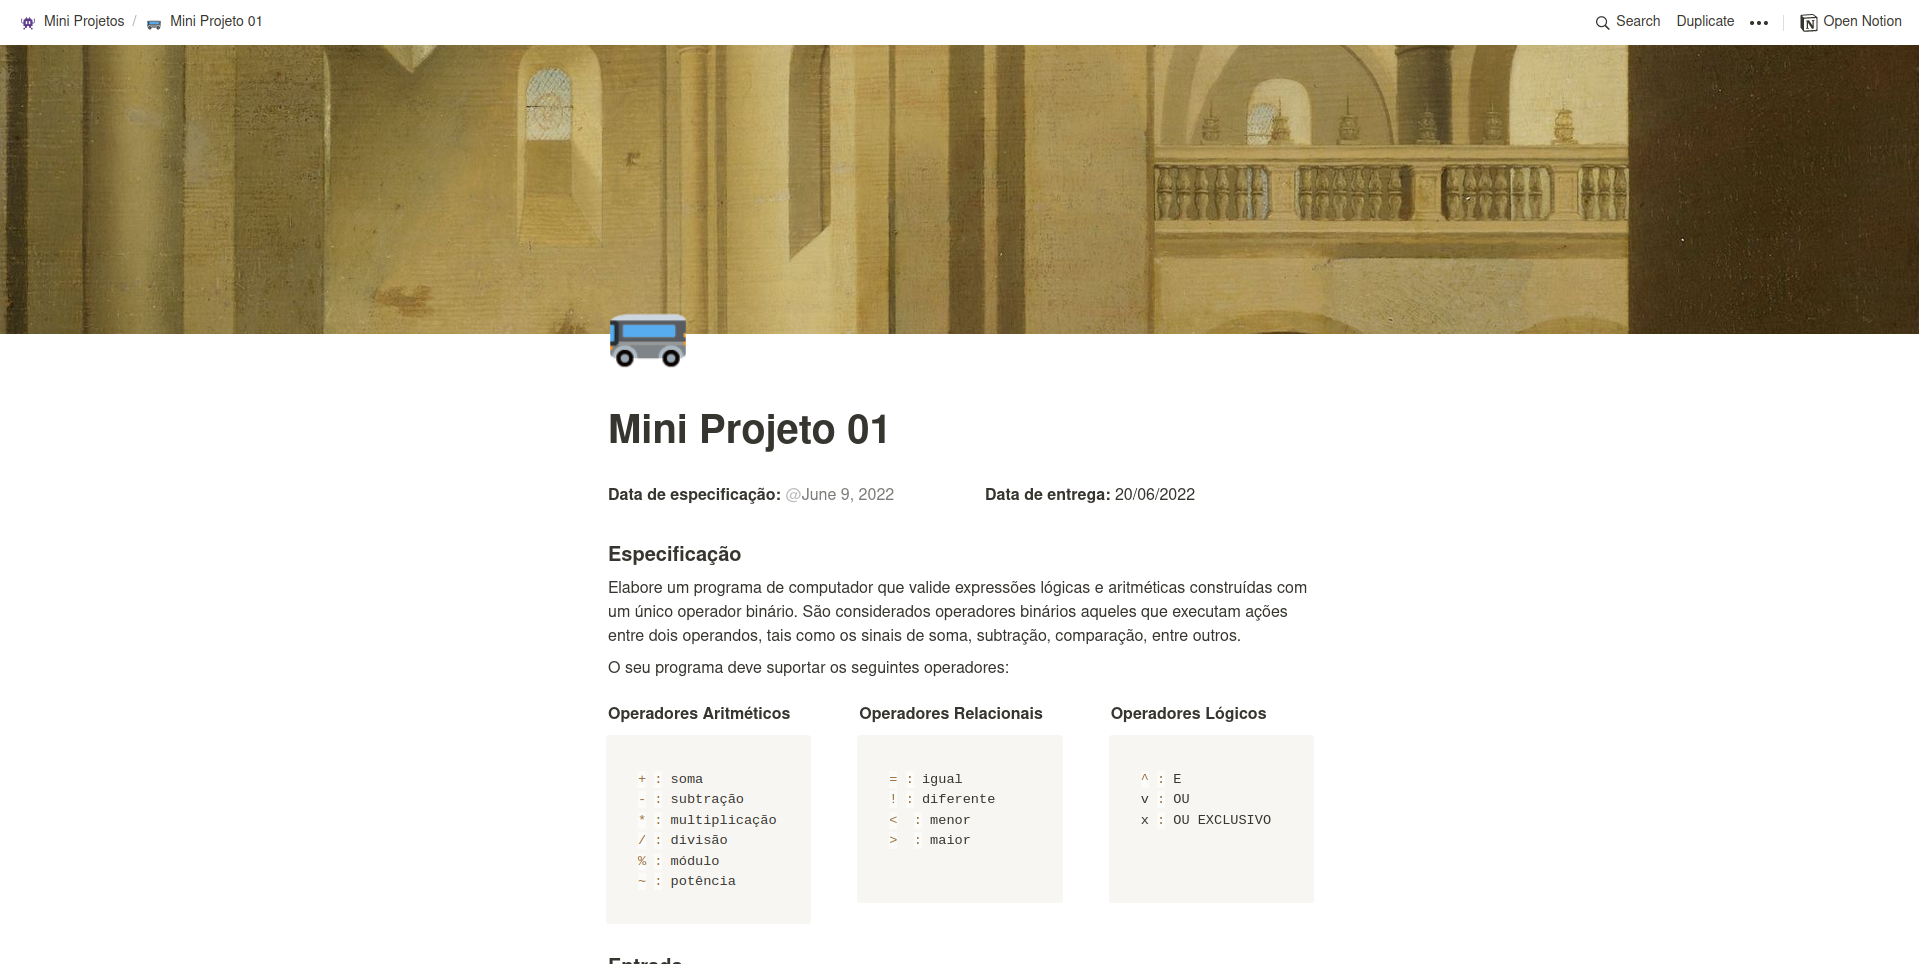 Mini Projetos / Mini Projeto 01
Search Duplicate ••• Open Notion
Mini Projeto 01
Data de especificação: @June 9, 2022 Data de entrega: 20/06/2022
Especificação
Elabore um programa de computador que valide expressões lógicas e aritméticas construídas com
um único operador binário. São considerados operadores binários aqueles que executam ações
entre dois operandos, tais como os sinais de soma, subtração, comparação, entre outros.
O seu programa deve suportar os seguintes operadores:
Operadores Aritméticos
+ : soma
- : subtração
* : multiplicação
/ : divisão
% : módulo
~ : potência
Operadores Relacionais
= : igual
! : diferente
<  : menor
>  : maior
Operadores Lógicos
^ : E
v : OU
x : OU EXCLUSIVO
Entrada